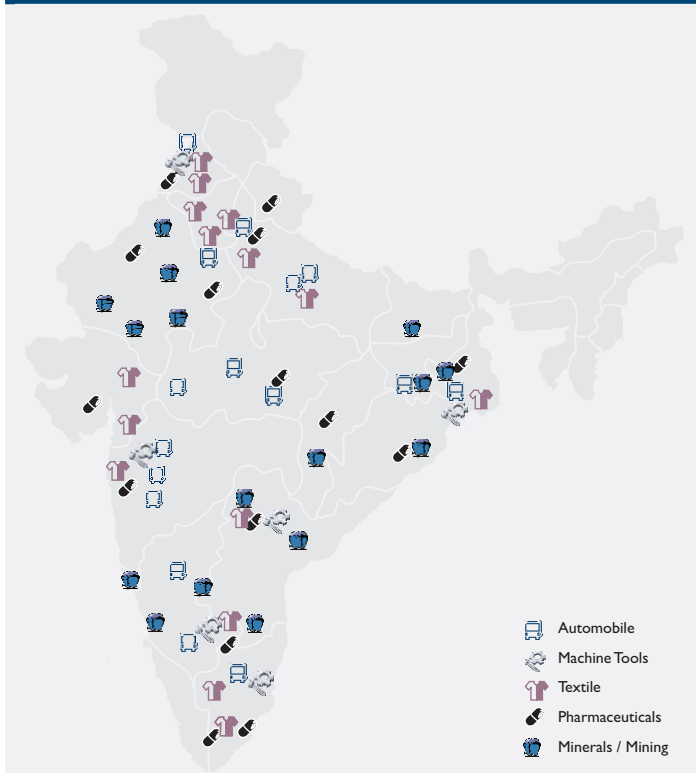 Automobile
Machine Tools
Textile
Pharmaceuticals
Minerals / Mining